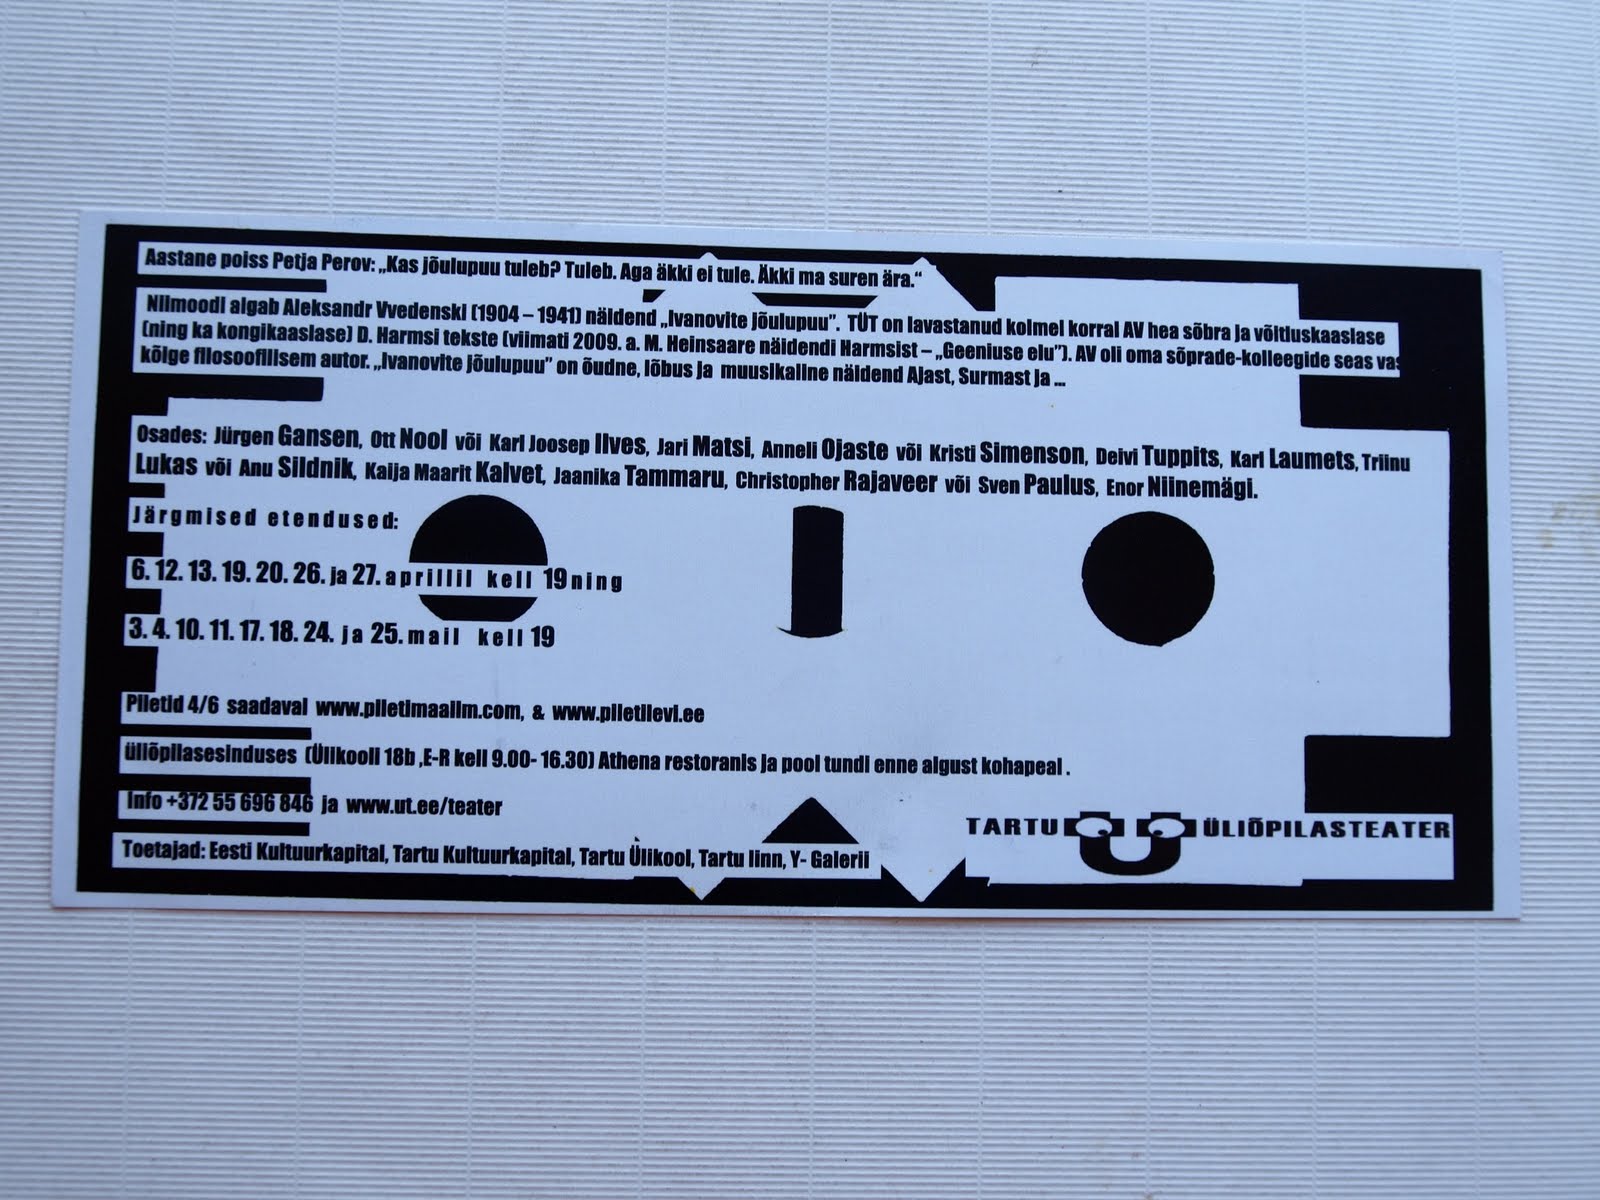 Aastane poiss Petja Perov: „Kas jõulupuu tuleb? Tuleb. Aga äkki ei tule. Äkki ma suren ära.“
Niimoodi algab Aleksandr Vvedenski (1904 – 1941) näidend „Ivanovite jõulupuu”. TÜT on lavastanud kolmel korral AV hea sõbra ja võitluskaaslase
(ning ka kongikaaslase) D. Harmsi tekste (viimati 2009. a. M. Heinsaare näidendi Harmsist – „Geeniuse elu”). AV oli oma sõprade-kolleegide seas vas
kõige filosoofilisem autor. „Ivanovite jõulupuu” on õudne, lõbus ja muusikaline näidend Ajast, Surmast ja ...
Osades: Jürgen Gansen, Ott Nool või Karl Joosep Ilves, Jari Matsi, Anneli Ojaste või Kristi Simenson, Deivi Tuppits, Karl Laumets, Triinu
Lukas või Anu Sildnik, Kaija Maarit Kalvet, Jaanika Tammaru, Christopher Rajaveer või Sven Paulus, Enor Niinemägi.
Järgmised etendused:
6. 12. 13. 19. 20. 26. ja 27. aprillil kell 19 ning
3. 4. 10. 11. 17. 18. 24. ja 25. mail kell 19
Piletid 4/6 saadaval www.piletimaailm.com, & www.piletilevi.ee
üliõpilasesinduses (Ülikooli 18b ,E-R kell 9.00- 16.30) Athena restoranis ja pool tundi enne algust kohapeal .
Info +372 55 696 846 ja www.ut.ee/teater
TARTU ÜLIÕPILASTEATER
Toetajad: Eesti Kultuurkapital, Tartu Kultuurkapital, Tartu Ülikool, Tartu linn, Y- Galerii